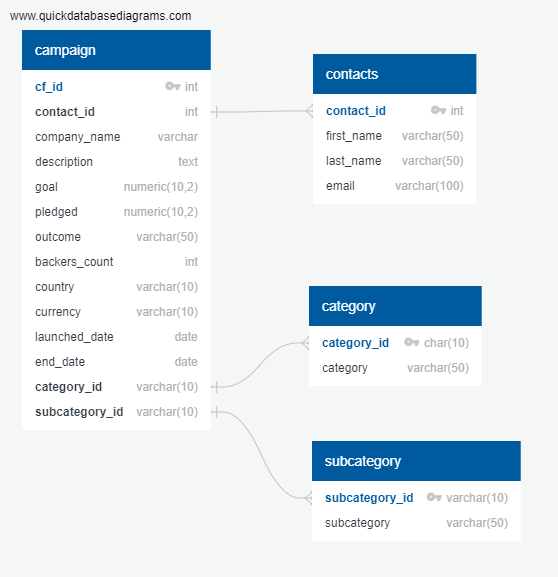 www.quickdatabasediagrams.com
campaign
cf_id int
contact_id int
company_name varchar
description text
goal numeric(10,2)
pledged numeric(10,2)
outcome varchar(50)
backers_count int
country varchar(10)
currency varchar(10)
launched_date date
end_date date
category_id varchar(10)
subcategory_id varchar(10)
contacts
contact_id int
first_name varchar(50)
last_name varchar(50)
email varchar(100)
category
category_id char(10)
category varchar(50)
subcategory
subcategory_id varchar(10)
subcategory varchar(50)